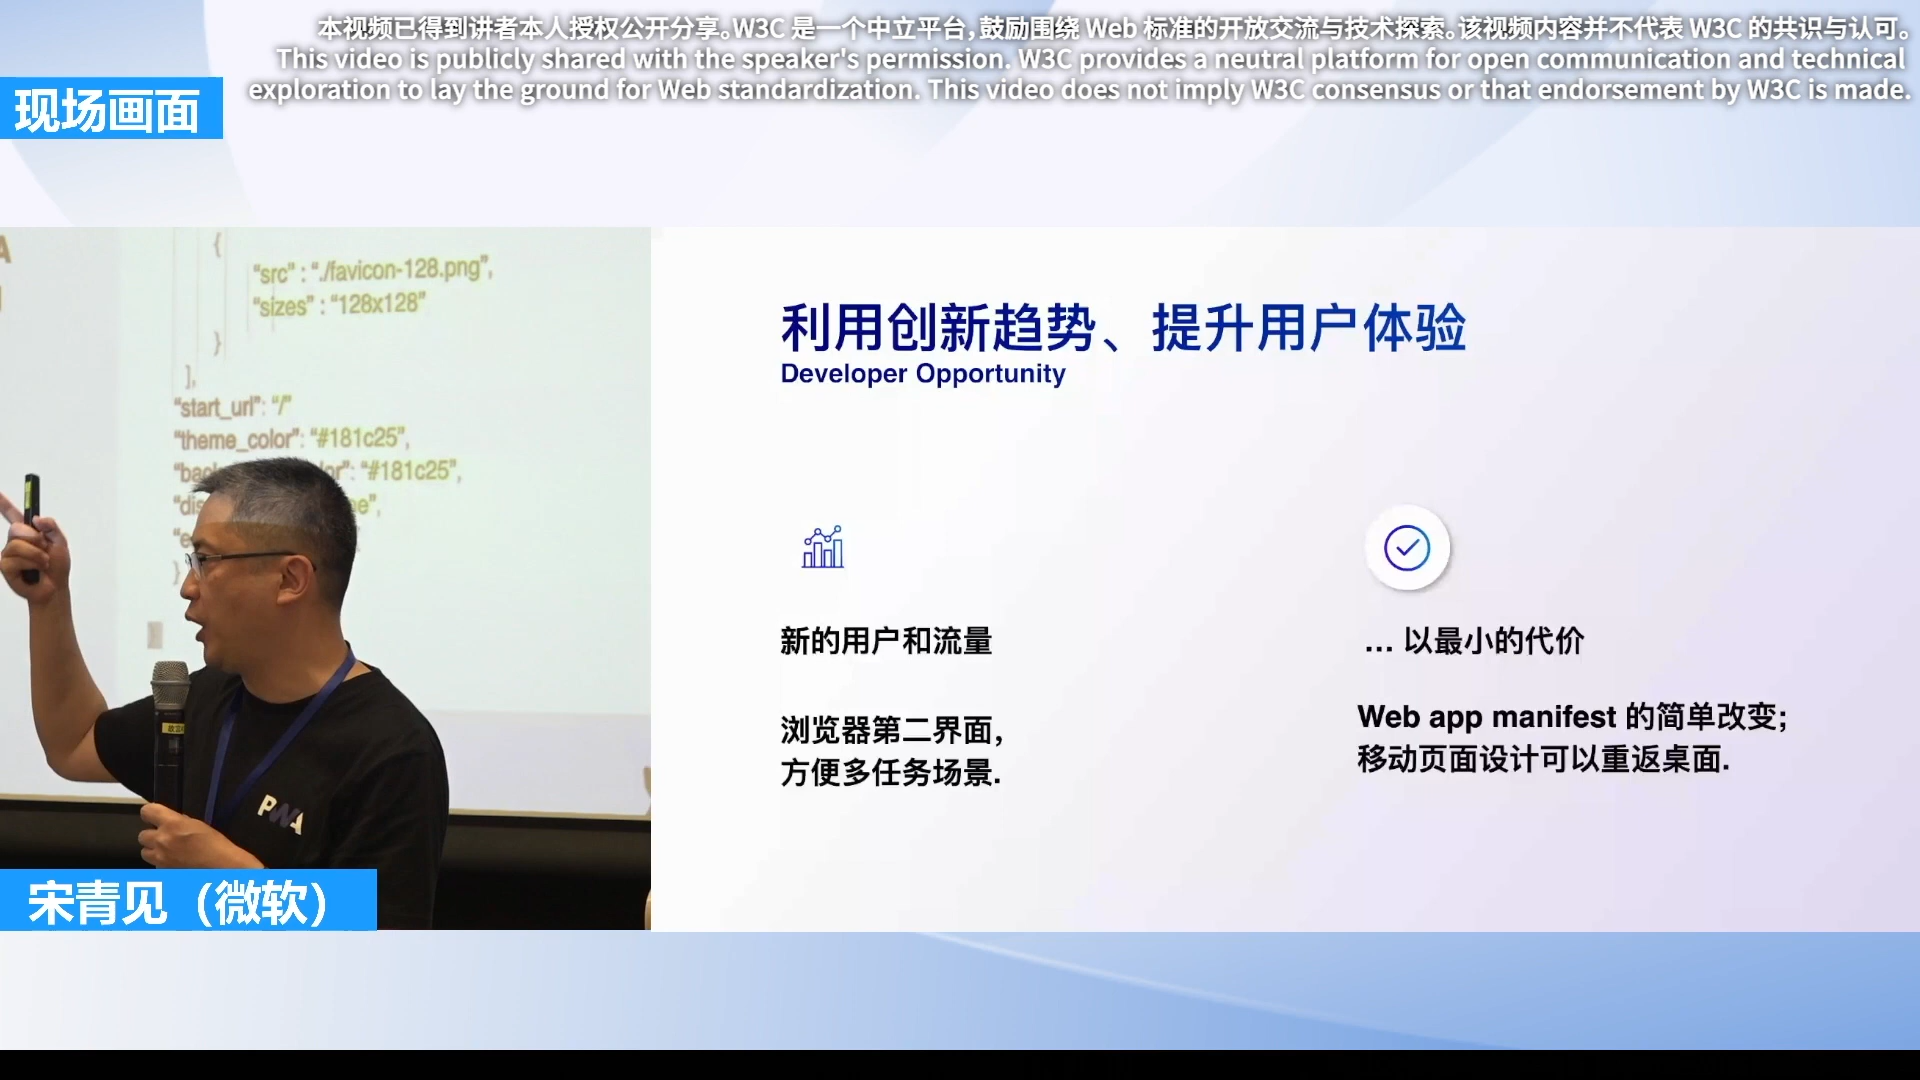 本视频已得到讲者本人授权公开分享。W3C 是一个中立平台，鼓励围绕 Web 标准的开放交流与技术探索。该视频内容并不代表 W3C 的共识与认可。
This video is publicly shared with the speaker's permission. W3C provides a neutral platform for open communication and technical
exploration to lay the ground for Web standardization. This video does not imply W3C consensus or that endorsement by W3C is made.
现场画面
{
"src" : "./favicon-128.png",
"sizes" : "128x128"
}
],
"start_url": "/"
"theme_color": "#181c25",
"#181c25",
}
PWA
宋青见（微软）
利用创新趋势、提升用户体验
Developer Opportunity
新的用户和流量
浏览器第二界面，
方便多任务场景.
... 以最小的代价
Web app manifest 的简单改变;
移动页面设计可以重返桌面.